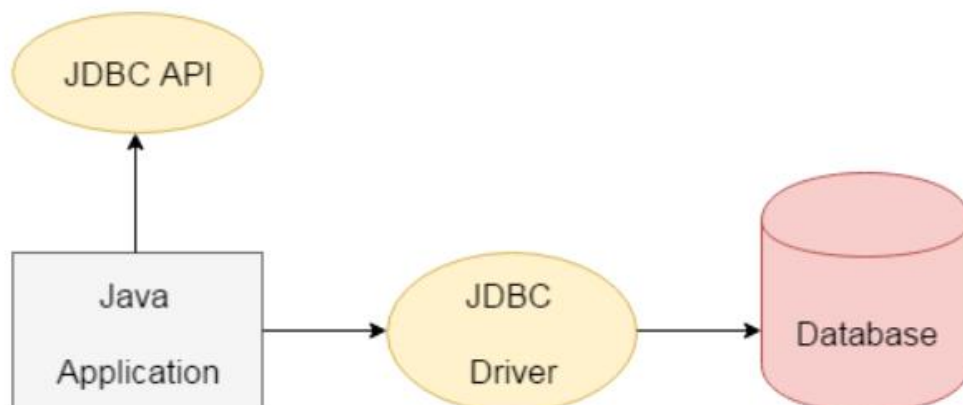 JDBC API
Java
Application
JDBC
Driver
Database